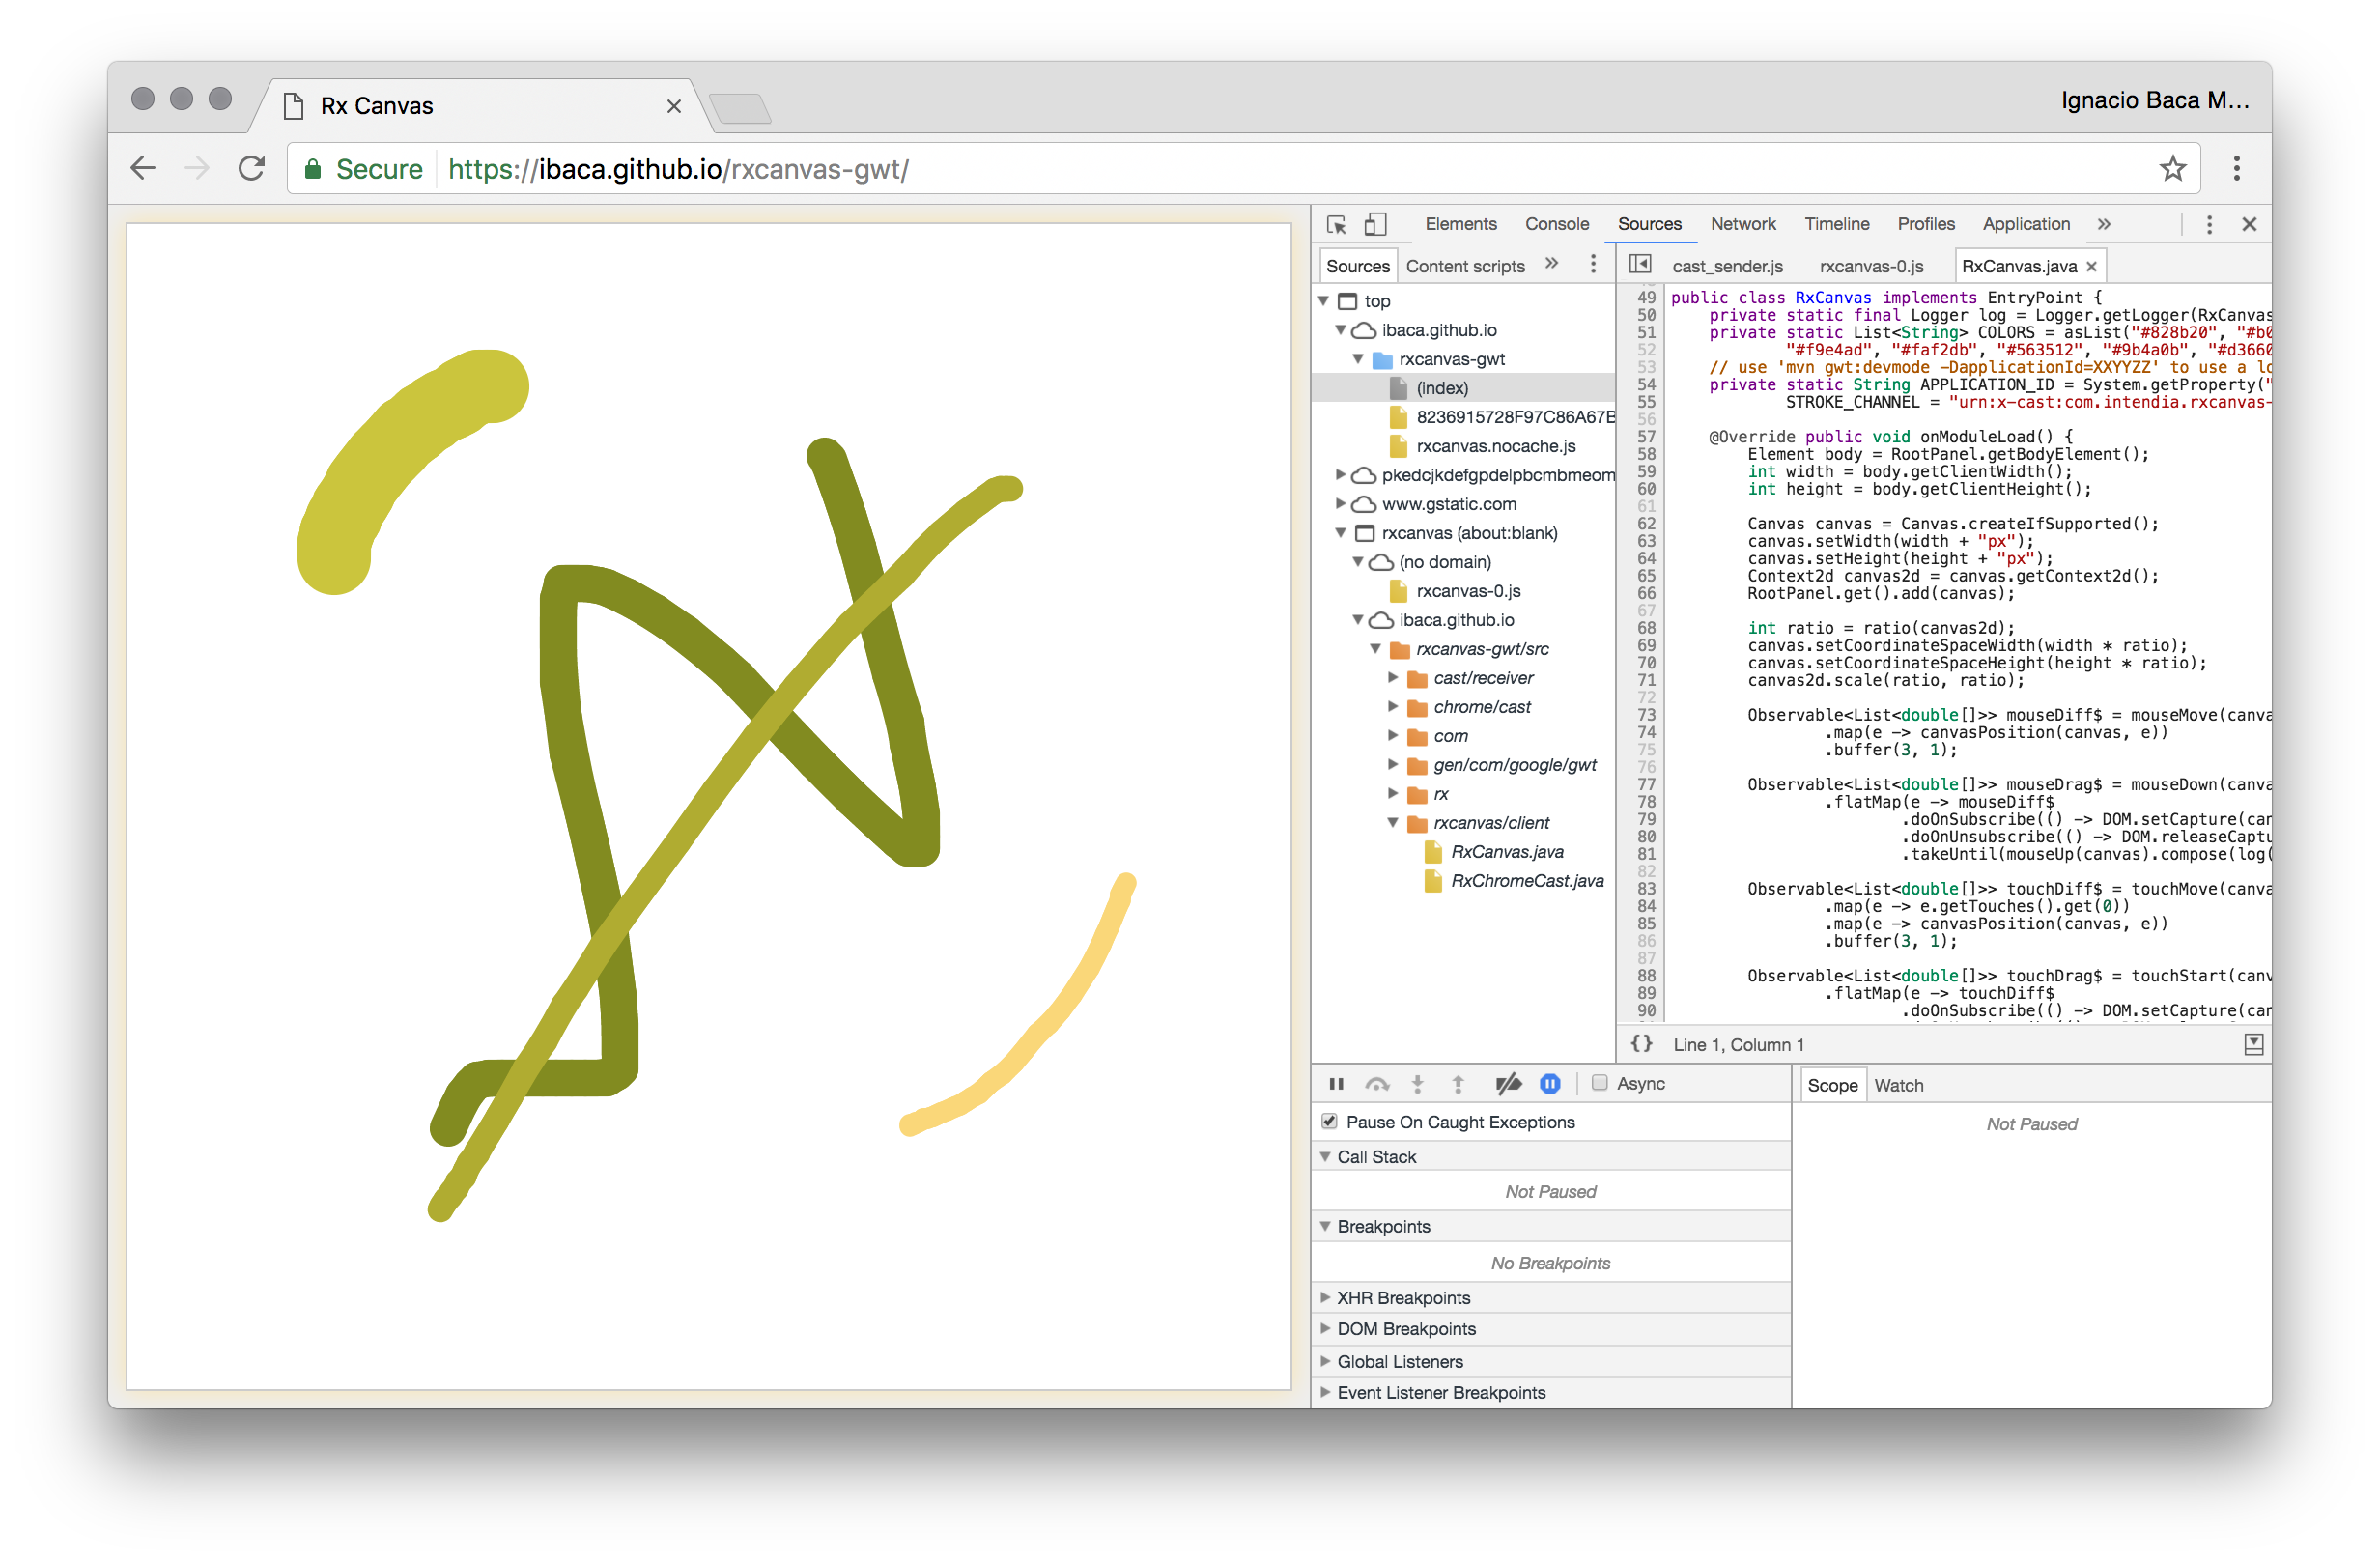 Rx Canvas
Ignacio Baca M...
Secure https://ibaca.github.io/rxcanvas-gwt/
Elements Console Sources Network Timeline Profiles Application
Sources Content scripts
top
ibaca.github.io
rxcanvas-gwt
(index)
8236915728F97C86A67B
rxcanvas.nocache.js
pkedcjkdefgpdelpbcmbmeom
www.gstatic.com
rxcanvas (about:blank)
(no domain)
rxcanvas-0.js
ibaca.github.io
rxcanvas-gwt/src
cast/receiver
chrome/cast
com
gen/com/google/gwt
rx
rxcanvas/client
RxCanvas.java
RxChromeCast.java
cast_sender.js rxcanvas-0.js RxCanvas.java
49 public class RxCanvas implements EntryPoint {
50 private static final Logger log = Logger.getLogger(RxCanvas
51 private static List<String> COLORS = asList("#828b20", "#b0
52 "#f9e4ad", "#faf2db", "#563512", "#9b4a0b", "#d3660
53 // use 'mvn gwt:devmode -DapplicationId=XXYYZZ' to use a lo
54 private static String APPLICATION_ID = System.getProperty("
55 STROKE_CHANNEL = "urn:x-cast:com.intendia.rxcanvas-
56
57 @Override public void onModuleLoad() {
58 Element body = RootPanel.getBodyElement();
59 int width = body.getClientWidth();
60 int height = body.getClientHeight();
61
62 Canvas canvas = Canvas.createIfSupported();
63 canvas.setWidth(width + "px");
64 canvas.setHeight(height + "px");
65 Context2d canvas2d = canvas.getContext2d();
66 RootPanel.get().add(canvas);
67
68 int ratio = ratio(canvas2d);
69 canvas.setCoordinateSpaceWidth(width * ratio);
70 canvas.setCoordinateSpaceHeight(height * ratio);
71 canvas2d.scale(ratio, ratio);
72
73 Observable<List<double[]>> mouseDiff$ = mouseMove(canva
74 .map(e -> canvasPosition(canvas, e))
75 .buffer(3, 1);
76
77 Observable<List<double[]>> mouseDrag$ = mouseDown(canva
78 .flatMap(e -> mouseDiff$
79 .doOnSubscribe(() -> DOM.setCapture(can
80 .doOnUnsubscribe(() -> DOM.releaseCaptu
81 .takeUntil(mouseUp(canvas).compose(log(
82
83 Observable<List<double[]>> touchDiff$ = touchMove(canva
84 .map(e -> e.getTouches().get(0))
85 .map(e -> canvasPosition(canvas, e))
86 .buffer(3, 1);
87
88 Observable<List<double[]>> touchDrag$ = touchStart(canv
89 .flatMap(e -> touchDiff$
90 .doOnSubscribe(() -> DOM.setCapture(can
{} Line 1, Column 1
Async
Pause On Caught Exceptions
Call Stack
Not Paused
Breakpoints
No Breakpoints
XHR Breakpoints
DOM Breakpoints
Global Listeners
Event Listener Breakpoints
Scope Watch
Not Paused